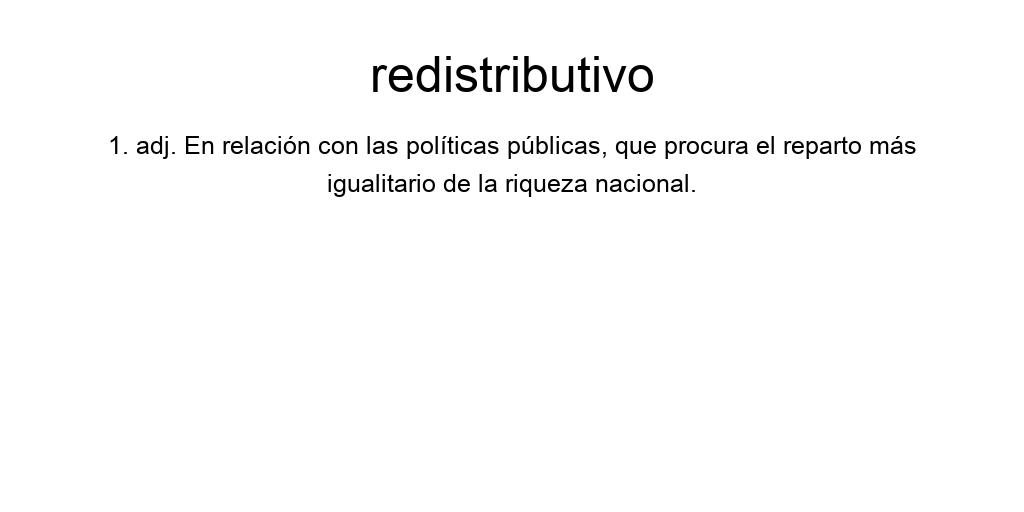 redistributivo
1. adj. En relación con las políticas públicas, que procura el reparto más
igualitario de la riqueza nacional.